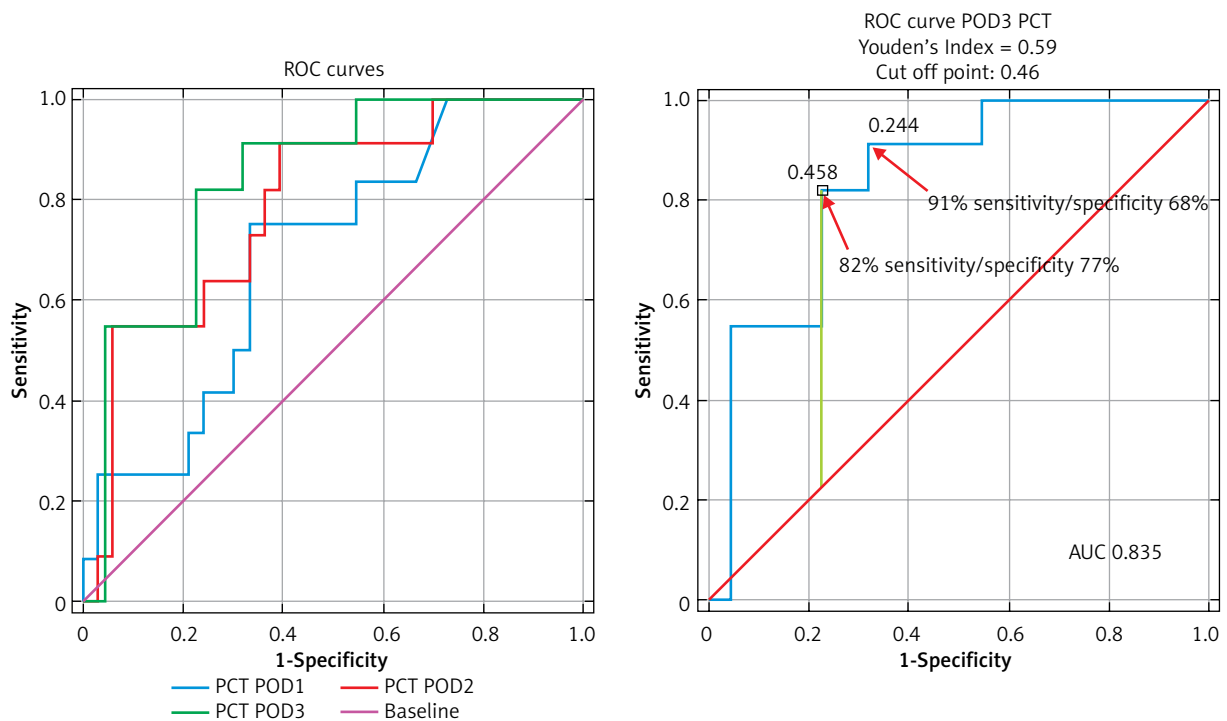 ROC curves
1.0
0.8
0.6
0.4
0.2
0
Sensitivity
0 0.2 0.4 0.6 0.8 1.0
1-Specificity
PCT POD1 PCT POD2
PCT POD3 Baseline
ROC curve POD3 PCT
Youden’s Index = 0.59
Cut off point: 0.46
1.0
0.8
0.6
0.4
0.2
0
Sensitivity
0.244
0.458
91% sensitivity/specificity 68%
82% sensitivity/specificity 77%
AUC 0.835
0 0.2 0.4 0.6 0.8 1.0
1-Specificity